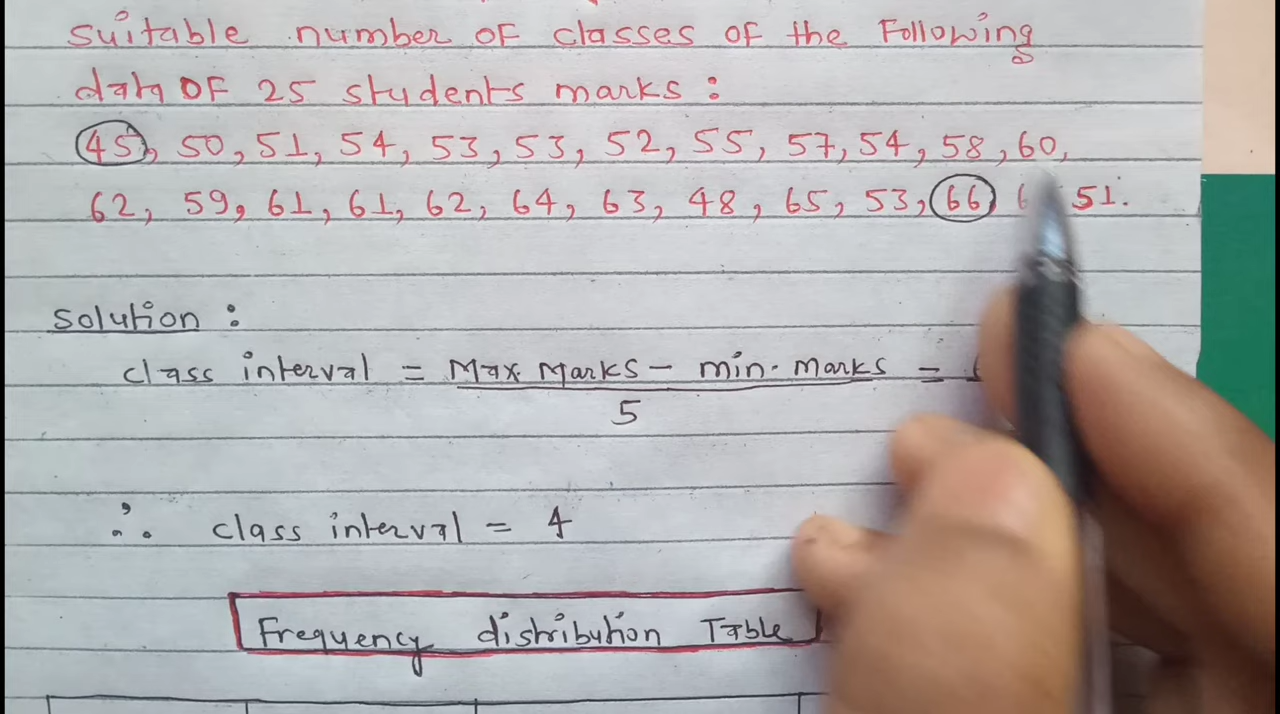 suitable number of classes of the Following
data OF 25 students marks :
45, 50, 51, 54, 53, 53, 52, 55, 57, 54, 58, 60,
62, 59, 61, 61, 62, 64, 63, 48, 65, 53, 66 51.
Solution :
class interval = Max. Marks - min. Marks =
5
∴ class interval = 4
Frequency distribution Table